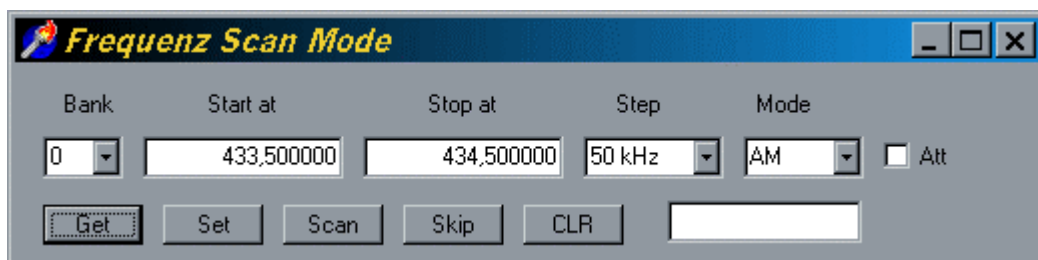 Frequenz Scan Mode
Bank Start at Stop at Step Mode
0 433,500000 434,500000 50 kHz AM Att
Get Set Scan Skip CLR